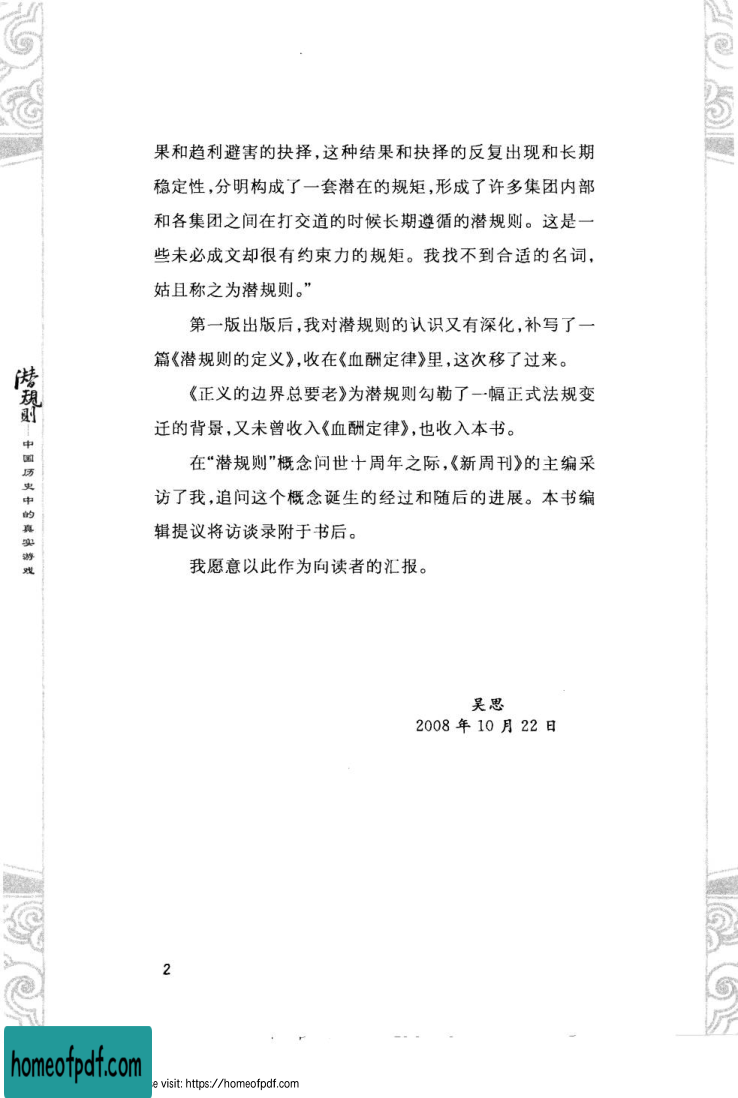 果和趋利避害的抉择，这种结果和抉择的反复出现和长期
稳定性，分明构成了一套潜在的规矩，形成了许多集团内部
和各集团之间在打交道的时候长期遵循的潜规则。这是一
些未必成文却很有约束力的规矩。我找不到合适的名词，
姑且称之为潜规则。”
第一版出版后，我对潜规则的认识又有深化，补写了一
篇《潜规则的定义》，收在《血酬定律》里，这次移了过来。
《正义的边界总要老》为潜规则勾勒了一幅正式法规变
迁的背景，又未曾收入《血酬定律》，也收入本书。
在“潜规则”概念问世十周年之际，《新周刊》的主编采
访了我，追问这个概念诞生的经过和随后的进展。本书编
辑提议将访谈录附于书后。
我愿意以此作为向读者的汇报。
吴思
2008 年 10 月 22 日
潜规则
中国历史中的真实游戏
2
homeofpdf.com
e visit: https://homeofpdf.com